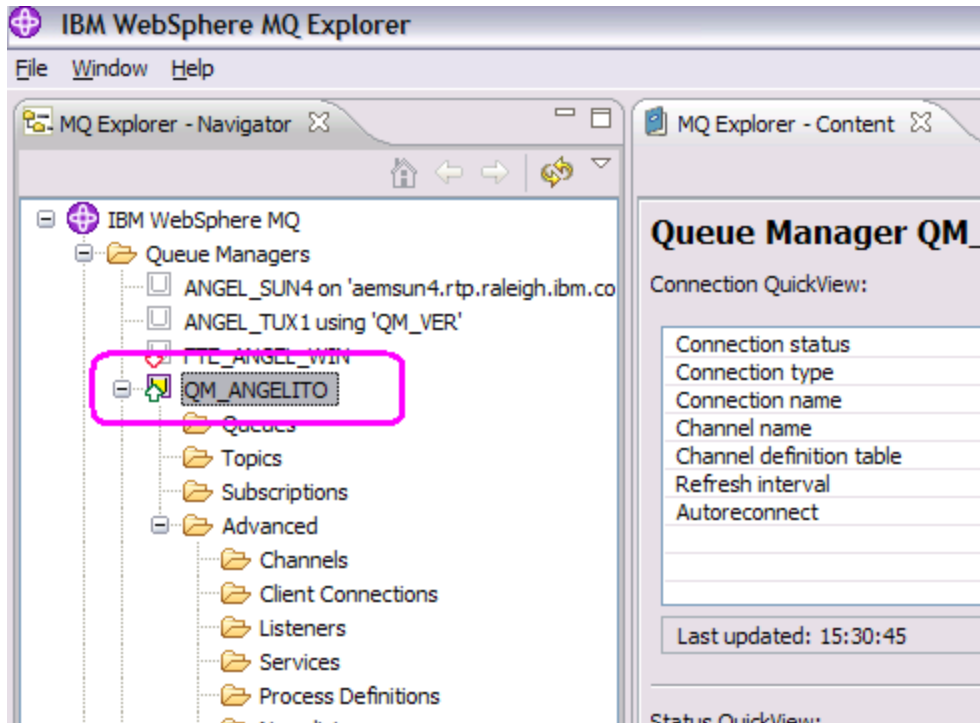 IBM WebSphere MQ Explorer
File Window Help
MQ Explorer - Navigator
IBM WebSphere MQ
Queue Managers
ANGEL_SUN4 on 'aemsun4.rtp.raleigh.ibm.co
ANGEL_TUX1 using 'QM_VER'
FTE_ANGEL_WIN
QM_ANGELITO
Queues
Topics
Subscriptions
Advanced
Channels
Client Connections
Listeners
Services
Process Definitions
MQ Explorer - Content
Queue Manager QM_
Connection QuickView:
Connection status
Connection type
Connection name
Channel name
Channel definition table
Refresh interval
Autoreconnect
Last updated: 15:30:45
Status QuickView: